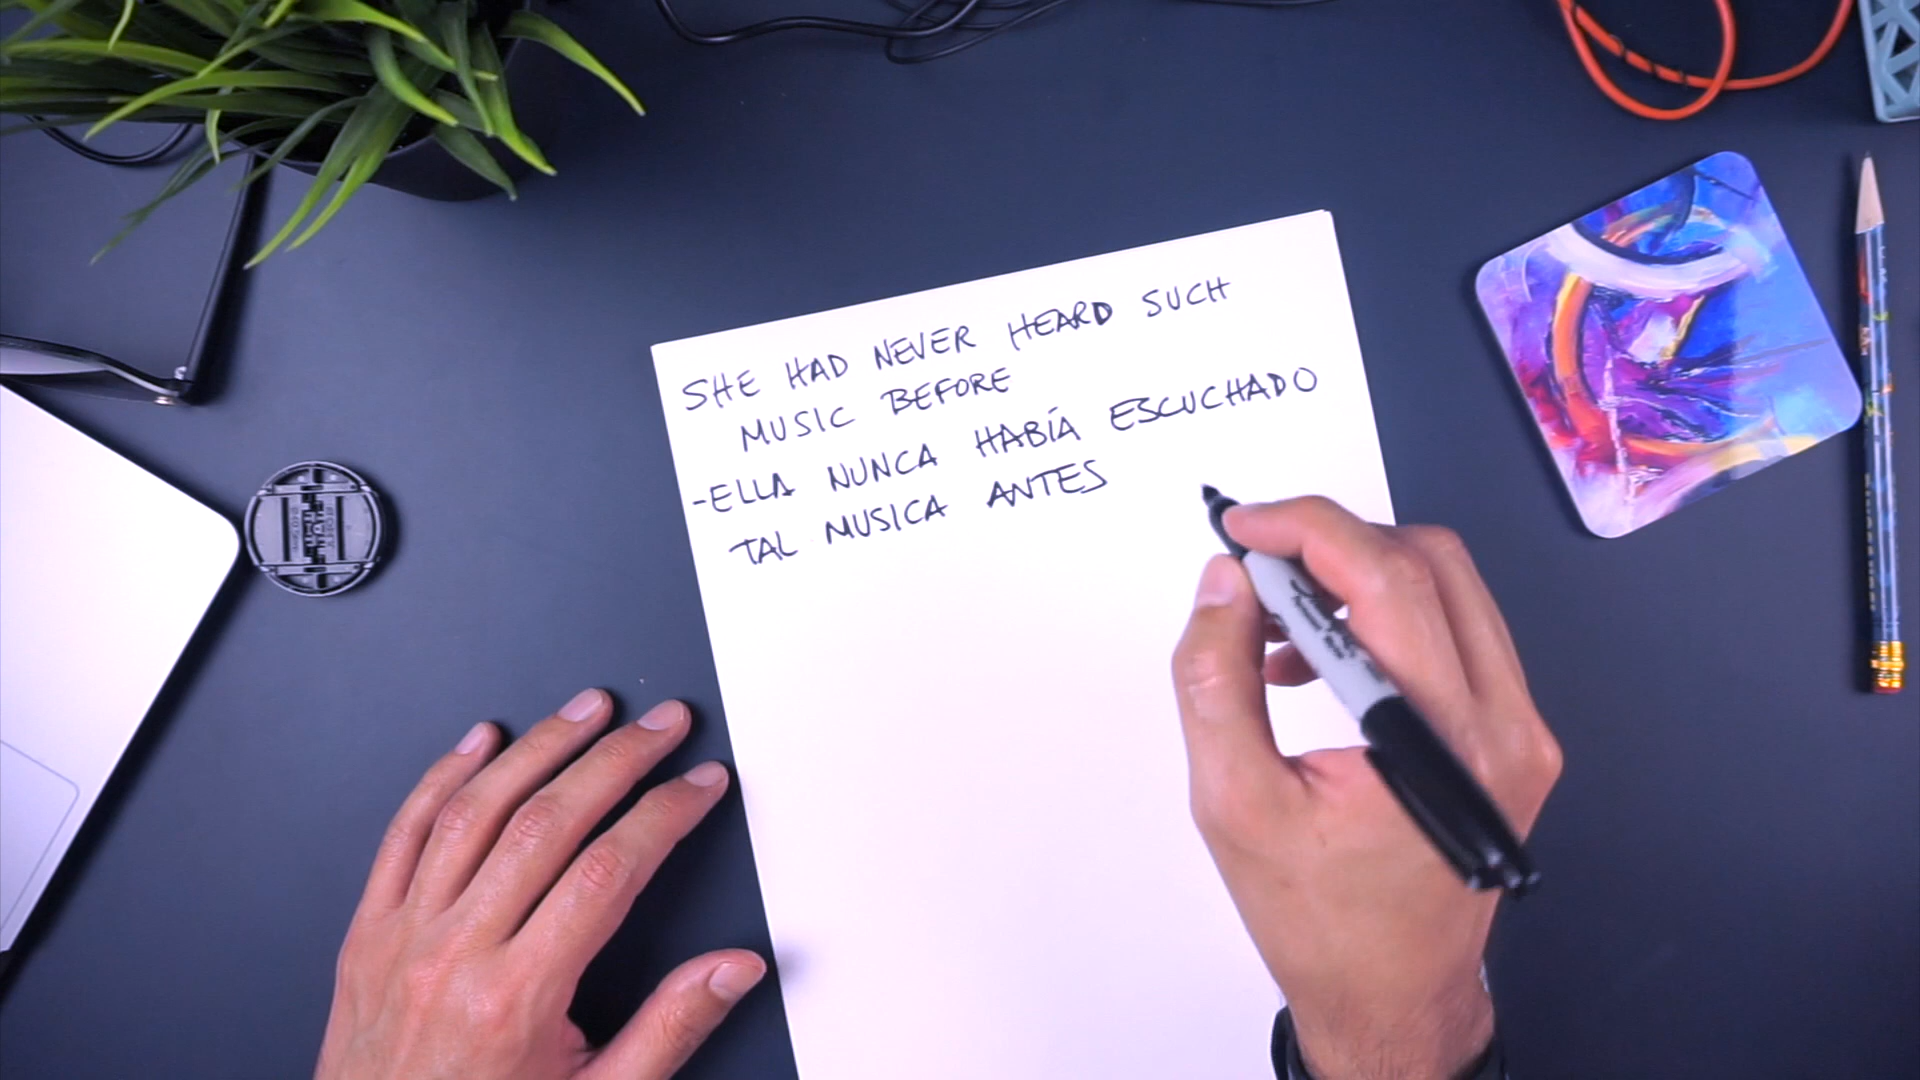 SHE HAD NEVER HEARD SUCH
MUSIC BEFORE
-ELLA NUNCA HABÍA ESCUCHADO
TAL MUSICA ANTES